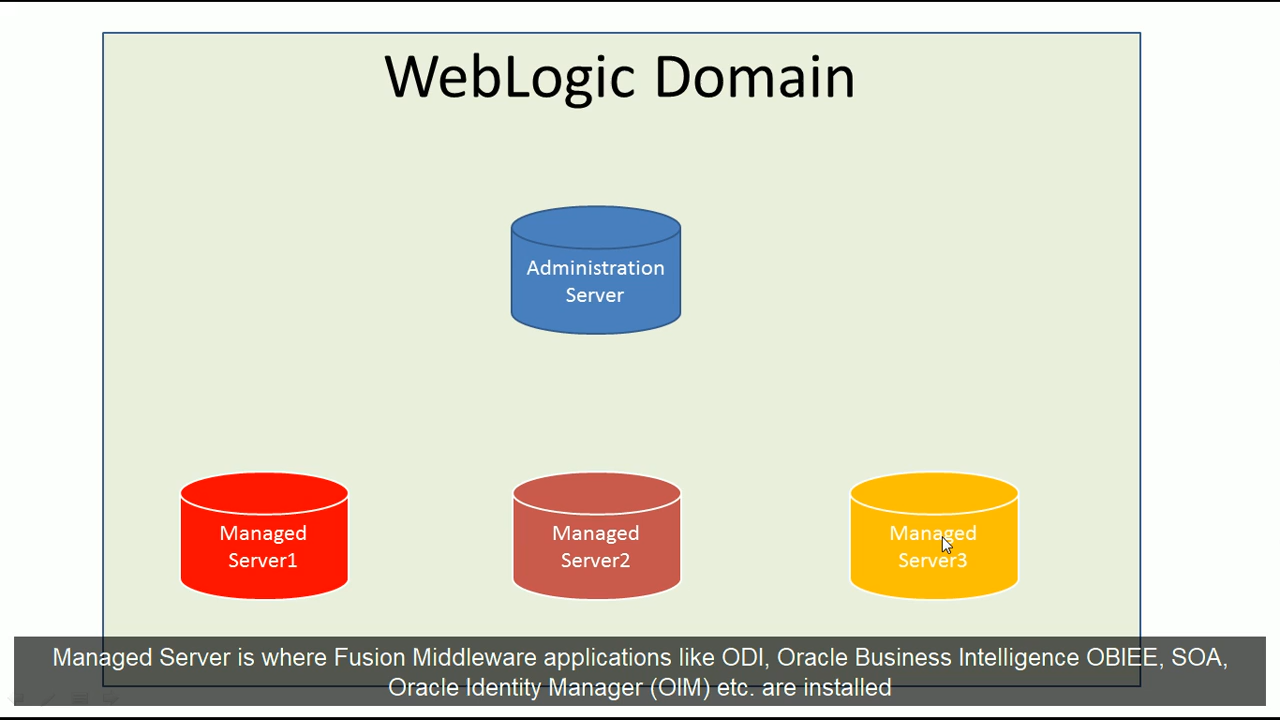 WebLogic Domain
Administration
Server
Managed
Server1
Managed
Server2
Managed
Server3
Managed Server is where Fusion Middleware applications like ODI, Oracle Business Intelligence OBIEE, SOA,
Oracle Identity Manager (OIM) etc. are installed